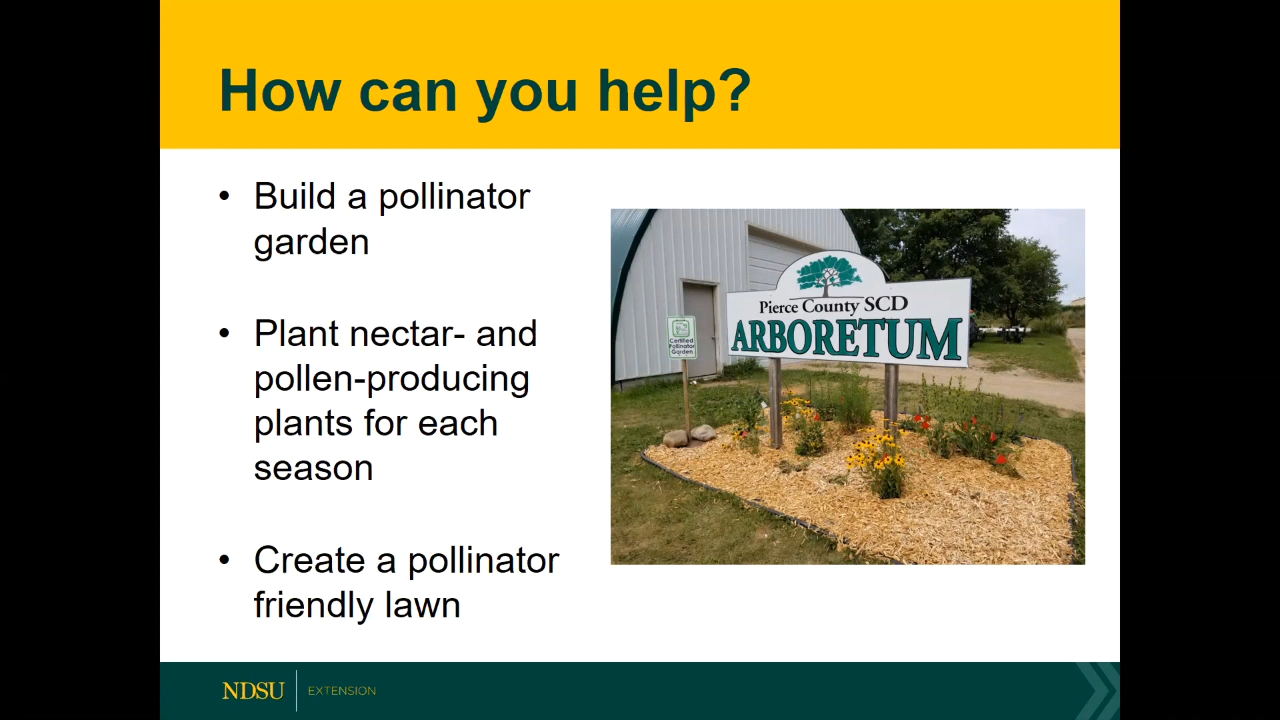 How can you help?
• Build a pollinator
garden
• Plant nectar- and
pollen-producing
plants for each
season
• Create a pollinator
friendly lawn
Pierce County SCD
ARBORETUM
Certified
Pollinator
Garden
NDSU EXTENSION